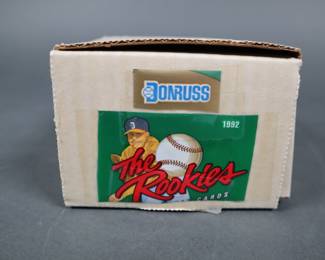 DONRUSS
1992
The
Rookies
CARDS